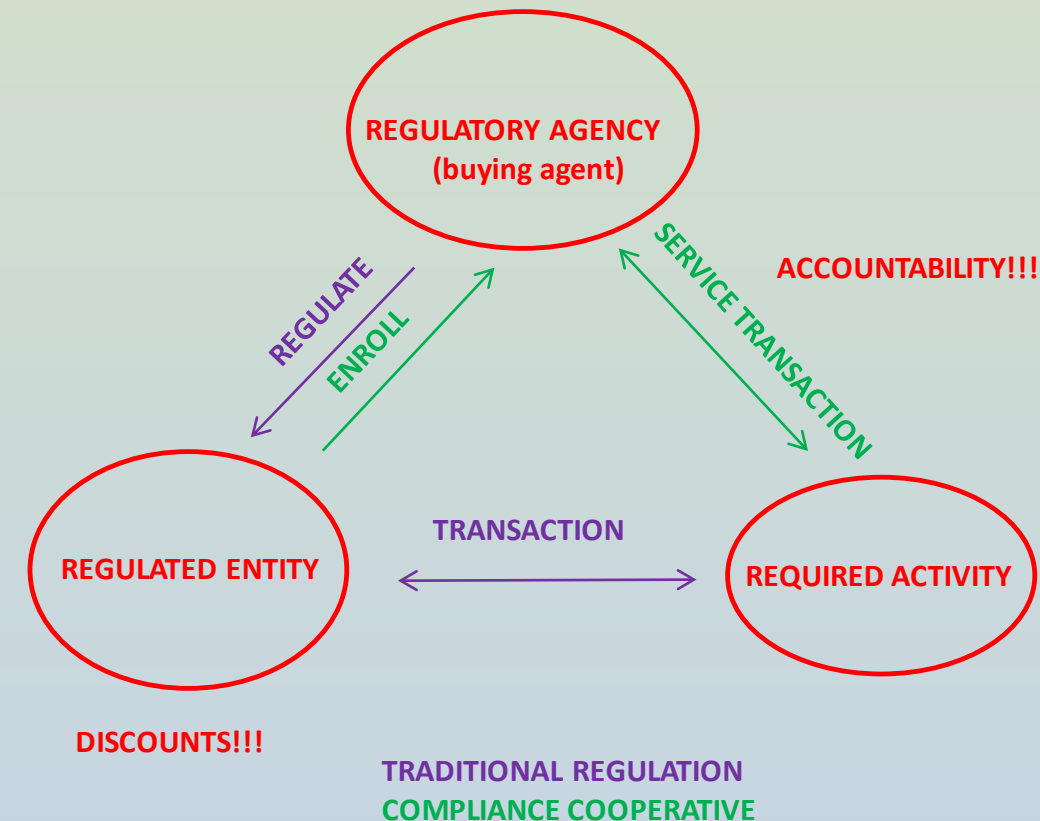 REGULATORY AGENCY
(buying agent)
REGULATE
ENROLL
SERVICE TRANSACTION
ACCOUNTABILITY!!!
TRANSACTION
REGULATED ENTITY
REQUIRED ACTIVITY
DISCOUNTS!!!
TRADITIONAL REGULATION
COMPLIANCE COOPERATIVE